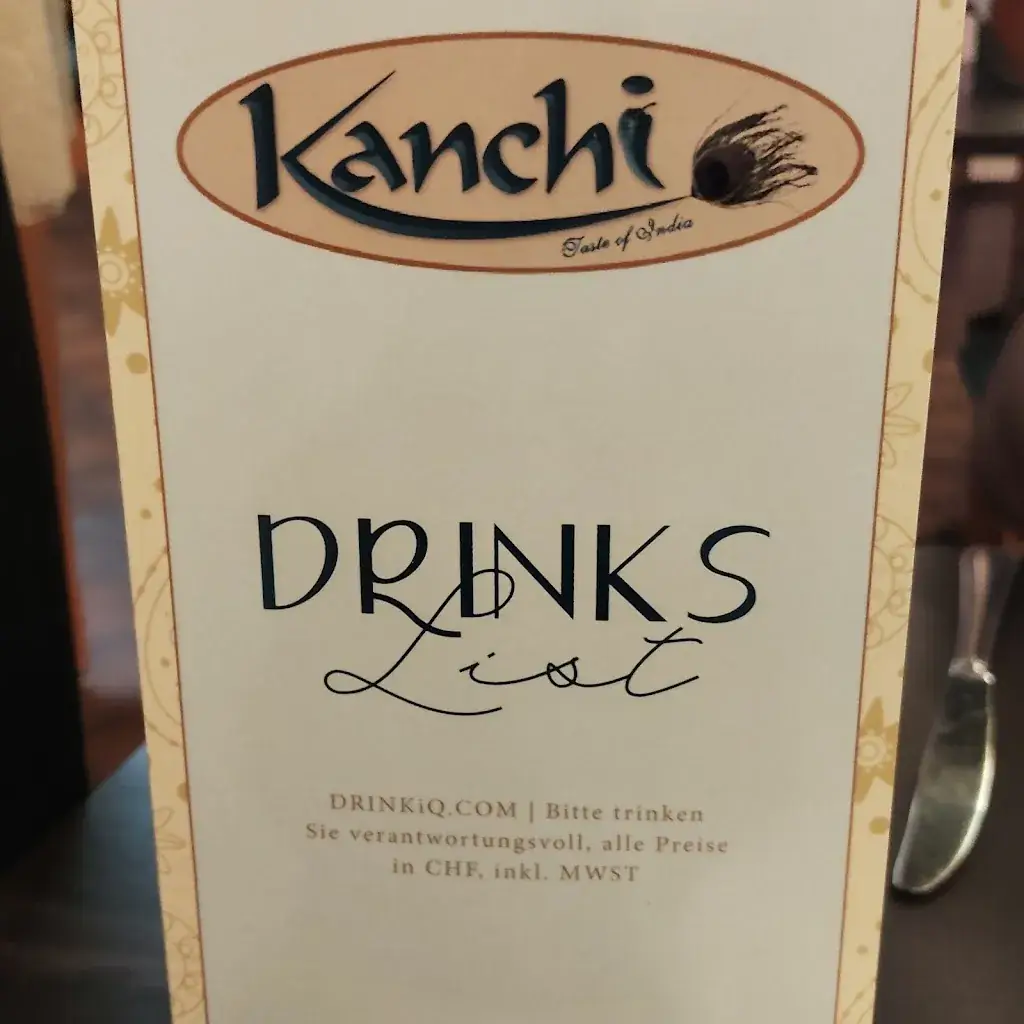 Kanchi
Taste of India
DRINKS
List
DRINKiQ.COM | Bitte trinken
Sie verantwortungsvoll, alle Preise
in CHF, inkl. MWST